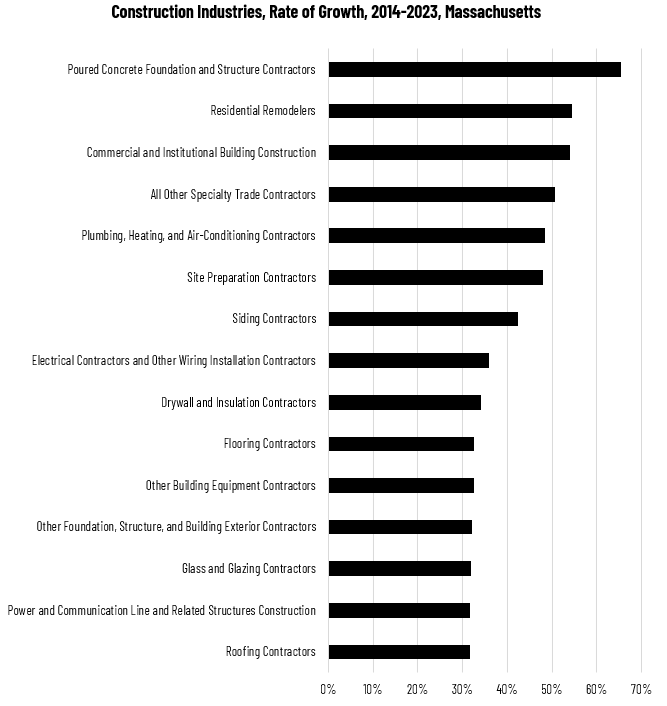 Construction Industries, Rate of Growth, 2014-2023, Massachusetts
Poured Concrete Foundation and Structure Contractors
Residential Remodelers
Commercial and Institutional Building Construction
All Other Specialty Trade Contractors
Plumbing, Heating, and Air-Conditioning Contractors
Site Preparation Contractors
Siding Contractors
Electrical Contractors and Other Wiring Installation Contractors
Drywall and Insulation Contractors
Flooring Contractors
Other Building Equipment Contractors
Other Foundation, Structure, and Building Exterior Contractors
Glass and Glazing Contractors
Power and Communication Line and Related Structures Construction
Roofing Contractors
0% 10% 20% 30% 40% 50% 60% 70%